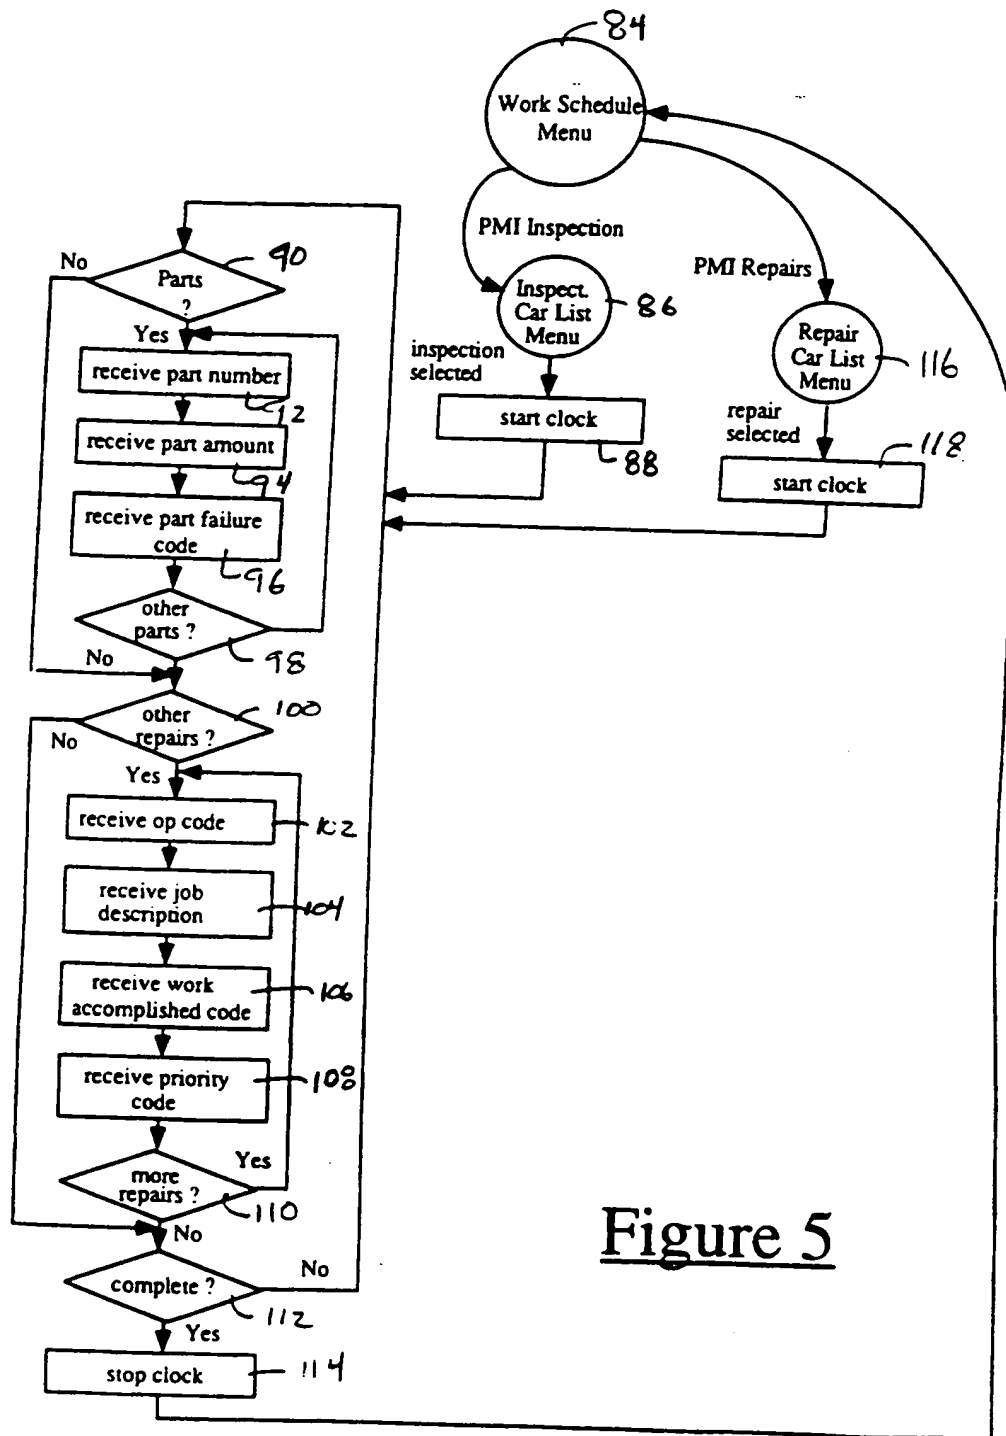 84
Work Schedule
Menu
PMI Inspection
PMI Repairs
Inspect.
Car List
Menu
86
inspection
selected
start clock
88
Repair
Car List
Menu
116
repair
selected
118
start clock
No
90
Parts
?
Yes
receive part number
92
receive part amount
94
receive part failure
code
96
other
parts ?
98
No
100
other
repairs ?
No
Yes
receive op code
102
receive job
description
104
receive work
accomplished code
106
receive priority
code
108
more
repairs ?
Yes
110
No
complete ?
No
112
Yes
stop clock
114
Figure 5